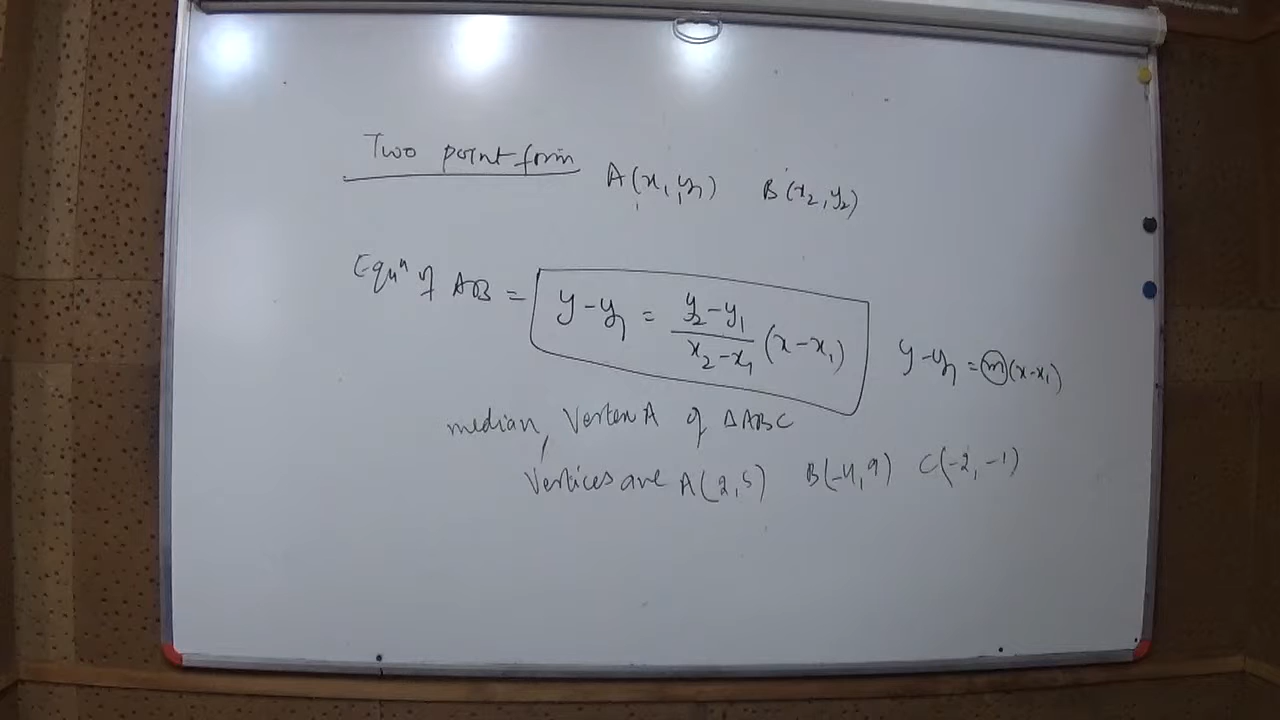 Two point form A(x₁, y₁) B(x₂, y₂)
Equⁿ of AB = y - y₁ = \frac{y₂ - y₁}{x₂ - x₁} (x - x₁)
y - y₁ = m(x - x₁)
median, Vertex A of ΔABC
Vertices are A(2,5) B(-4,9) C(-2,-1)